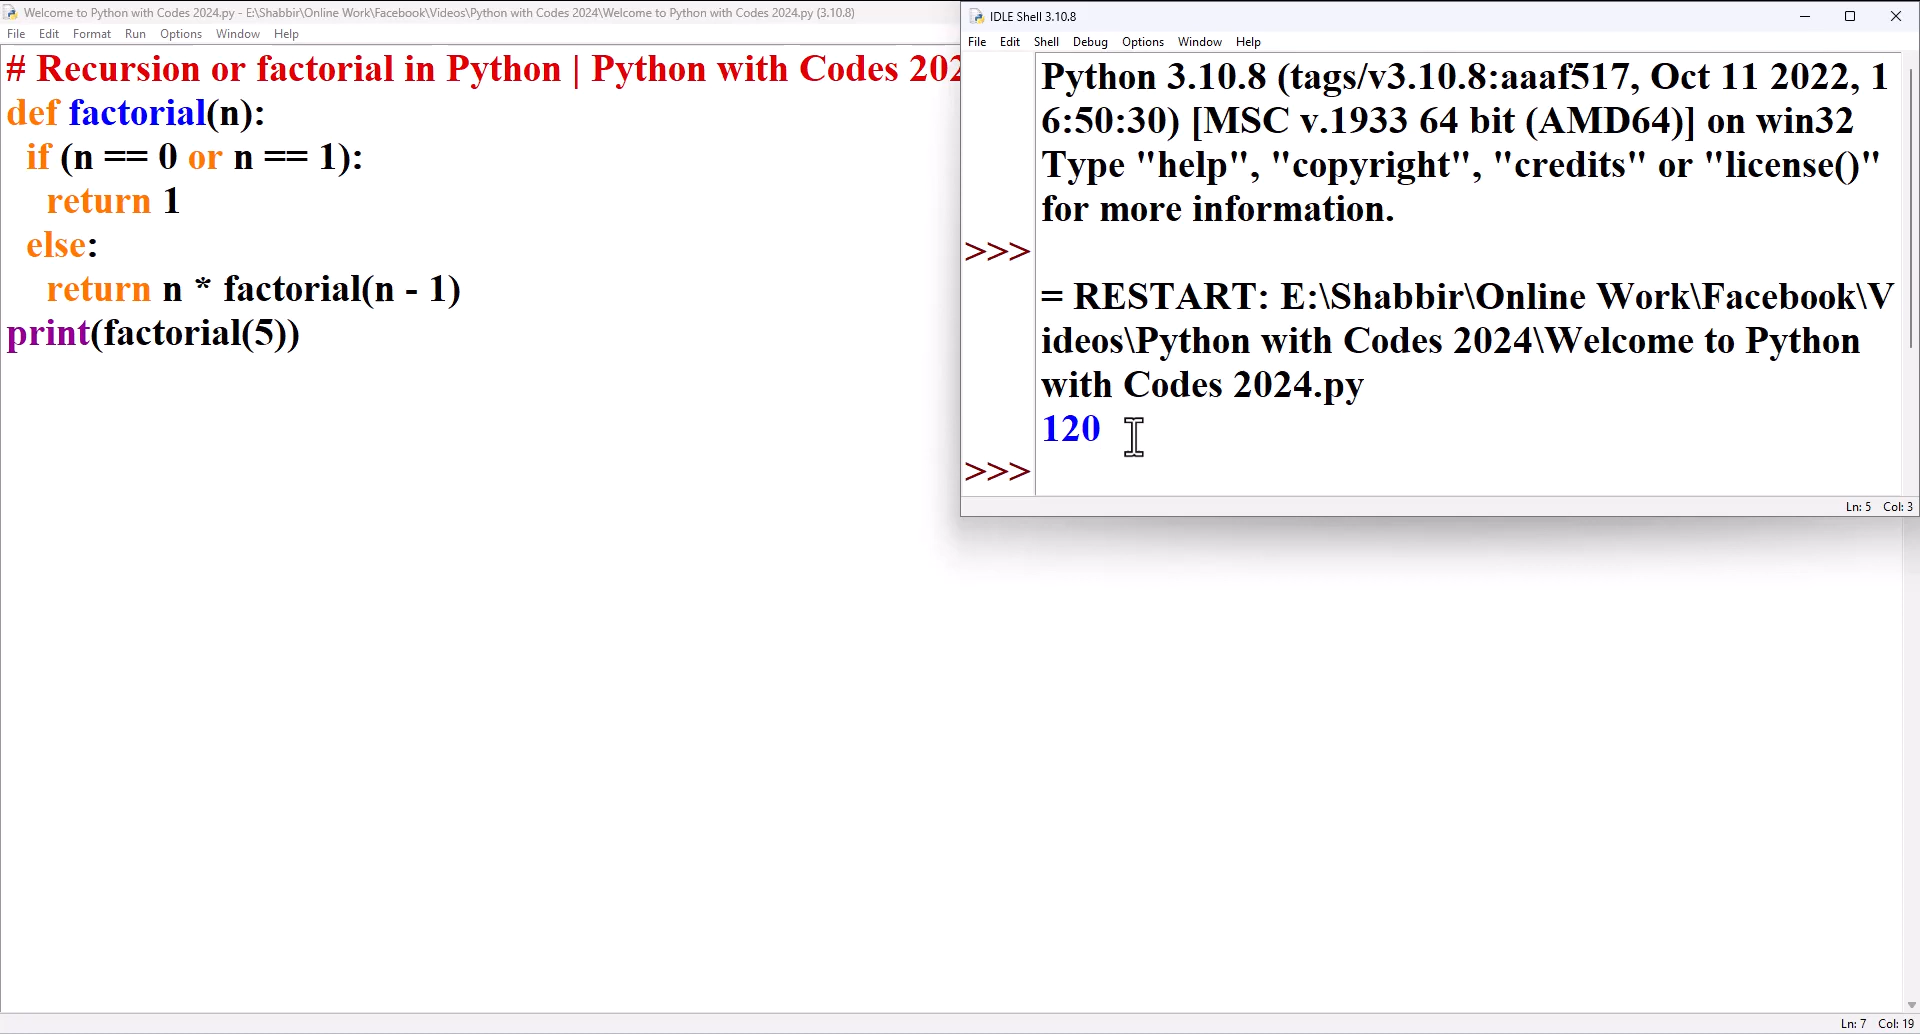 Welcome to Python with Codes 2024.py - E:\Shabbir\Online Work\Facebook\Videos\Python with Codes 2024\Welcome to Python with Codes 2024.py (3.10.8)
File Edit Format Run Options Window Help
# Recursion or factorial in Python | Python with Codes 202
def factorial(n):
  if (n == 0 or n == 1):
    return 1
  else:
    return n * factorial(n - 1)
print(factorial(5))
Ln: 7 Col: 19
IDLE Shell 3.10.8
File Edit Shell Debug Options Window Help
Python 3.10.8 (tags/v3.10.8:aaaf517, Oct 11 2022, 1
6:50:30) [MSC v.1933 64 bit (AMD64)] on win32
Type "help", "copyright", "credits" or "license()"
for more information.
>>>
= RESTART: E:\Shabbir\Online Work\Facebook\V
ideos\Python with Codes 2024\Welcome to Python
with Codes 2024.py
120
>>>
Ln: 5 Col: 3